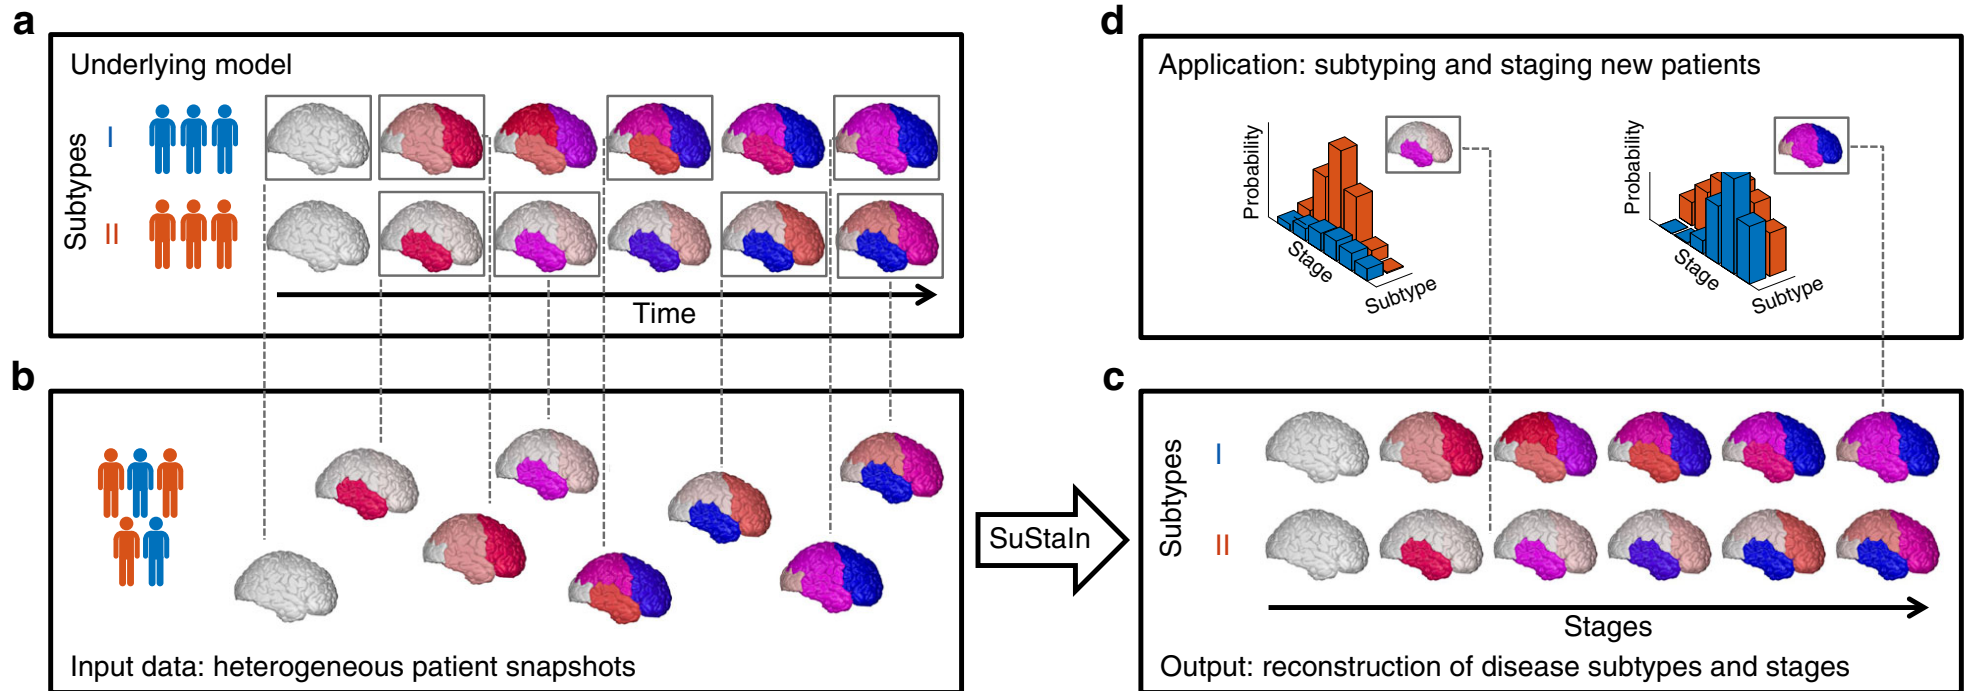 a
Underlying model
Subtypes
I
II
Time
b
Input data: heterogeneous patient snapshots
SuStaIn
d
Application: subtyping and staging new patients
Probability
Stage
Subtype
Probability
Stage
Subtype
c
Subtypes
I
II
Stages
Output: reconstruction of disease subtypes and stages